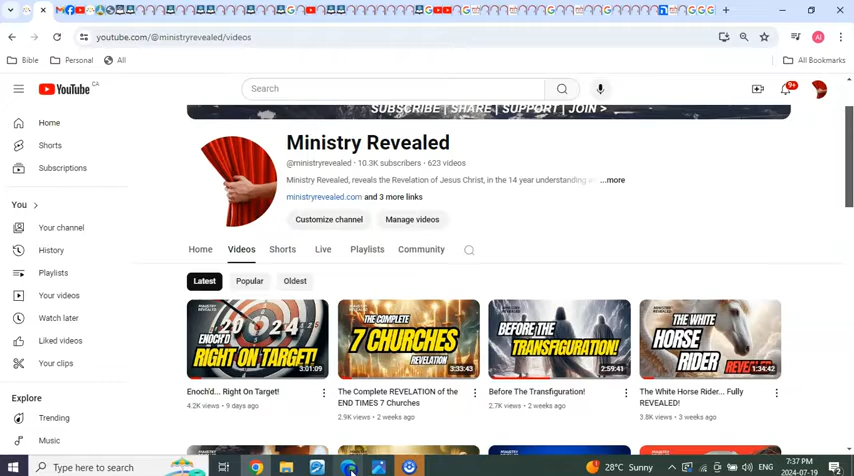 youtube.com/@ministryrevealed/videos
Bible
Personal
All
All Bookmarks
YouTube CA
Search
9+
AI
SUBSCRIBE | SHARE | SUPPORT | JOIN >
Home
Shorts
Subscriptions
You
Your channel
History
Playlists
Your videos
Watch later
Liked videos
Your clips
Explore
Trending
Music
Ministry Revealed
@ministryrevealed · 10.3K subscribers · 623 videos
Ministry Revealed, reveals the Revelation of Jesus Christ, in the 14 year understanding ...more
ministryrevealed.com and 3 more links
Customize channel
Manage videos
Home
Videos
Shorts
Live
Playlists
Community
Latest
Popular
Oldest
MINISTRY REVEALED
2024
ENOCH'D
RIGHT ON TARGET!
3:01:09
THE COMPLETE
7 CHURCHES
REVELATION
3:33:43
BEFORE THE
TRANSFIGURATION!
2:59:41
THE WHITE
HORSE
RIDER
REVEALED
1:34:42
Enoch'd... Right On Target!
4.2K views · 9 days ago
The Complete REVELATION of the
END TIMES 7 Churches
2.9K views · 2 weeks ago
Before The Transfiguration!
2.7K views · 2 weeks ago
The White Horse Rider... Fully
REVEALED!
3.8K views · 3 weeks ago
Type here to search
28°C Sunny
ENG
7:37 PM
2024-07-19
2